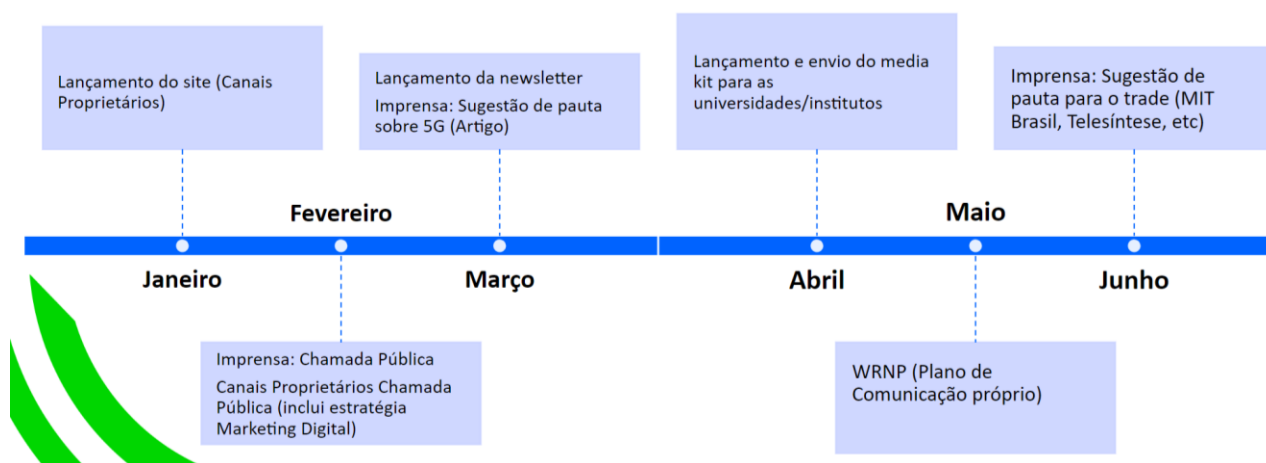 Lançamento do site (Canais
Proprietários)
Lançamento da newsletter
Imprensa: Sugestão de pauta
sobre 5G (Artigo)
Lançamento e envio do media
kit para as
universidades/institutos
Imprensa: Sugestão de
pauta para o trade (MIT
Brasil, Telesíntese, etc)
Fevereiro
Maio
Janeiro
Março
Abril
Junho
Imprensa: Chamada Pública
Canais Proprietários Chamada
Pública (inclui estratégia
Marketing Digital)
WRNP (Plano de
Comunicação próprio)